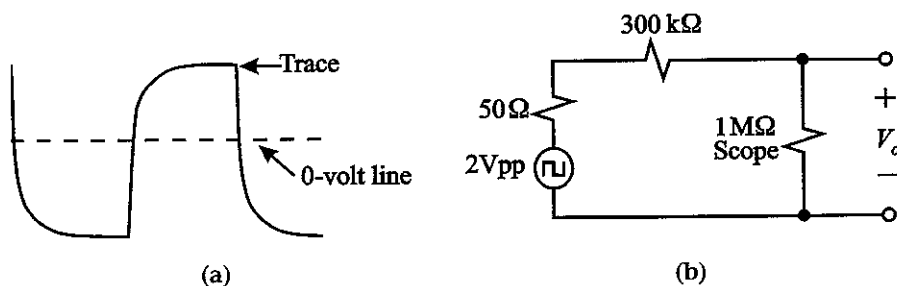 Trace
0-volt line
(a)
300 kΩ
50Ω
2Vpp
1MΩ
Scope
+
V
−
(b)